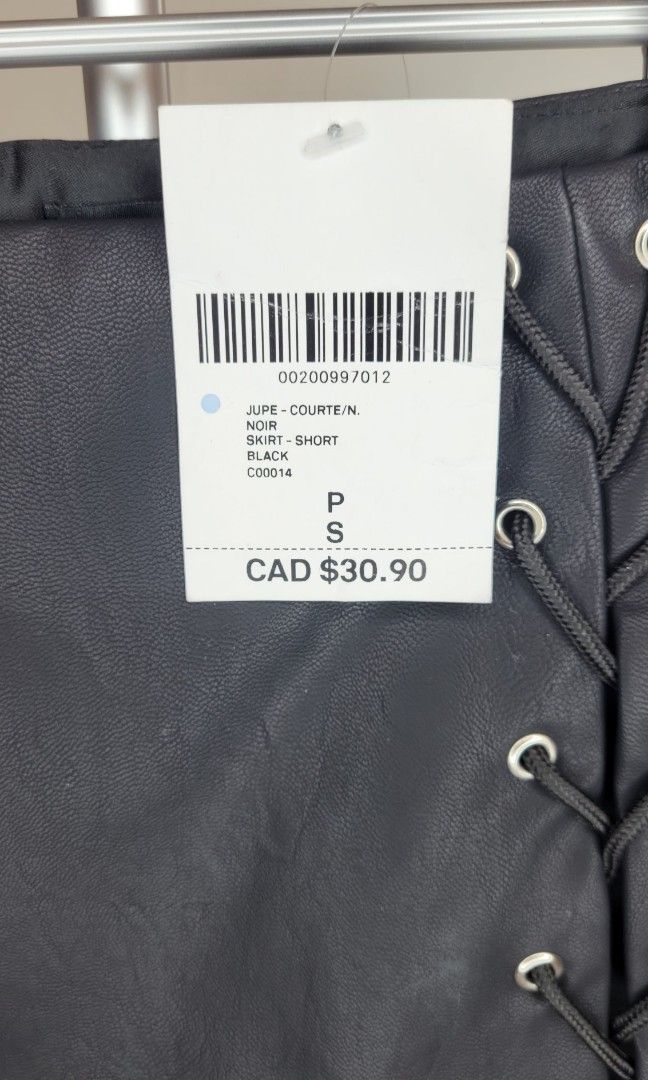 00200997012
JUPE - COURTE/N.
NOIR
SKIRT - SHORT
BLACK
C00014
P
S
CAD $30.90